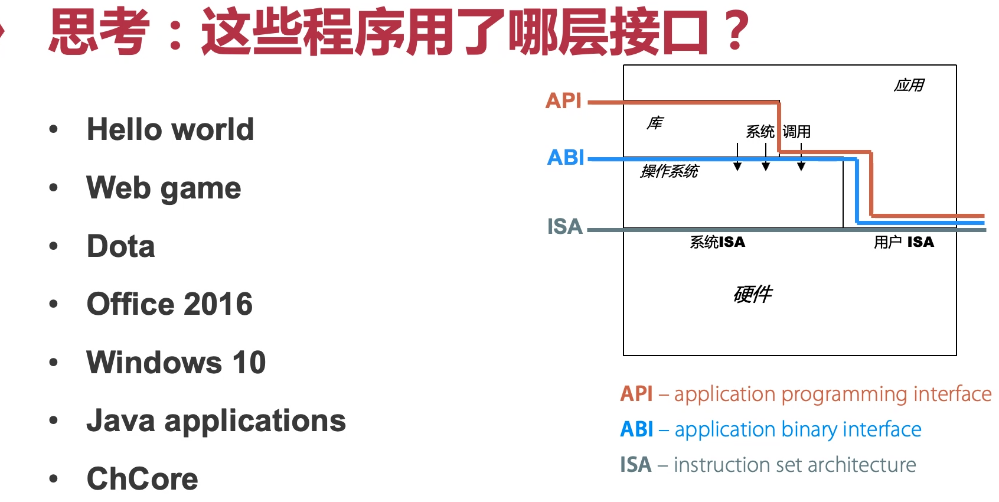 思考：这些程序用了哪层接口？
• Hello world
• Web game
• Dota
• Office 2016
• Windows 10
• Java applications
• ChCore
应用
API
库
系统 调用
ABI
操作系统
ISA
系统ISA
用户 ISA
硬件
API – application programming interface
ABI – application binary interface
ISA – instruction set architecture